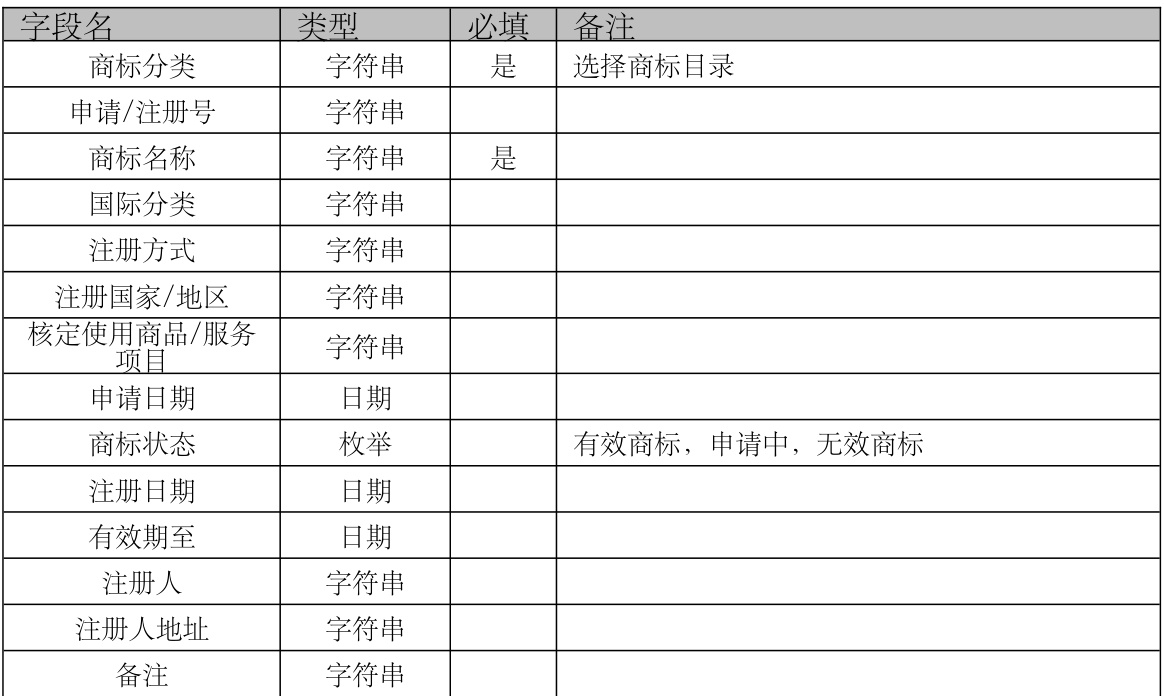 字段名 类型 必填 备注
商标分类 字符串 是 选择商标目录
申请/注册号 字符串
商标名称 字符串 是
国际分类 字符串
注册方式 字符串
注册国家/地区 字符串
核定使用商品/服务
项目 字符串
申请日期 日期
商标状态 枚举 有效商标，申请中，无效商标
注册日期 日期
有效期至 日期
注册人 字符串
注册人地址 字符串
备注 字符串